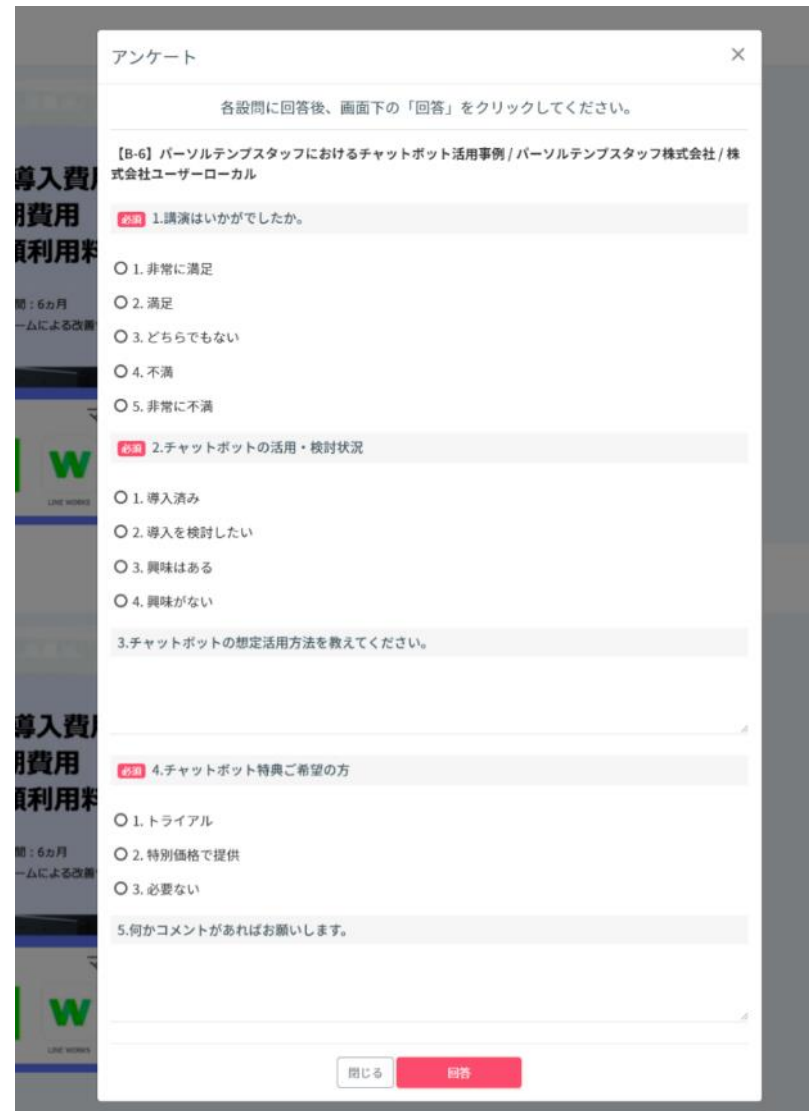 アンケート
×
各設問に回答後、画面下の「回答」をクリックしてください。
【B-6】パーソルテンプスタッフにおけるチャットボット活用事例 / パーソルテンプスタッフ株式会社 / 株
式会社ユーザーローカル
必須 1.講演はいかがでしたか。
1. 非常に満足
2. 満足
3. どちらでもない
4. 不満
5. 非常に不満
必須 2.チャットボットの活用・検討状況
1. 導入済み
2. 導入を検討したい
3. 興味はある
4. 興味がない
3.チャットボットの想定活用方法を教えてください。
必須 4.チャットボット特典ご希望の方
1. トライアル
2. 特別価格で提供
3. 必要ない
5.何かコメントがあればお願いします。
閉じる 回答
導入費
費用
利用料
間：6ヵ月
ームによる改善
W
LINE WORKS
導入費
費用
利用料
間：6ヵ月
ームによる改善
W
LINE WORKS